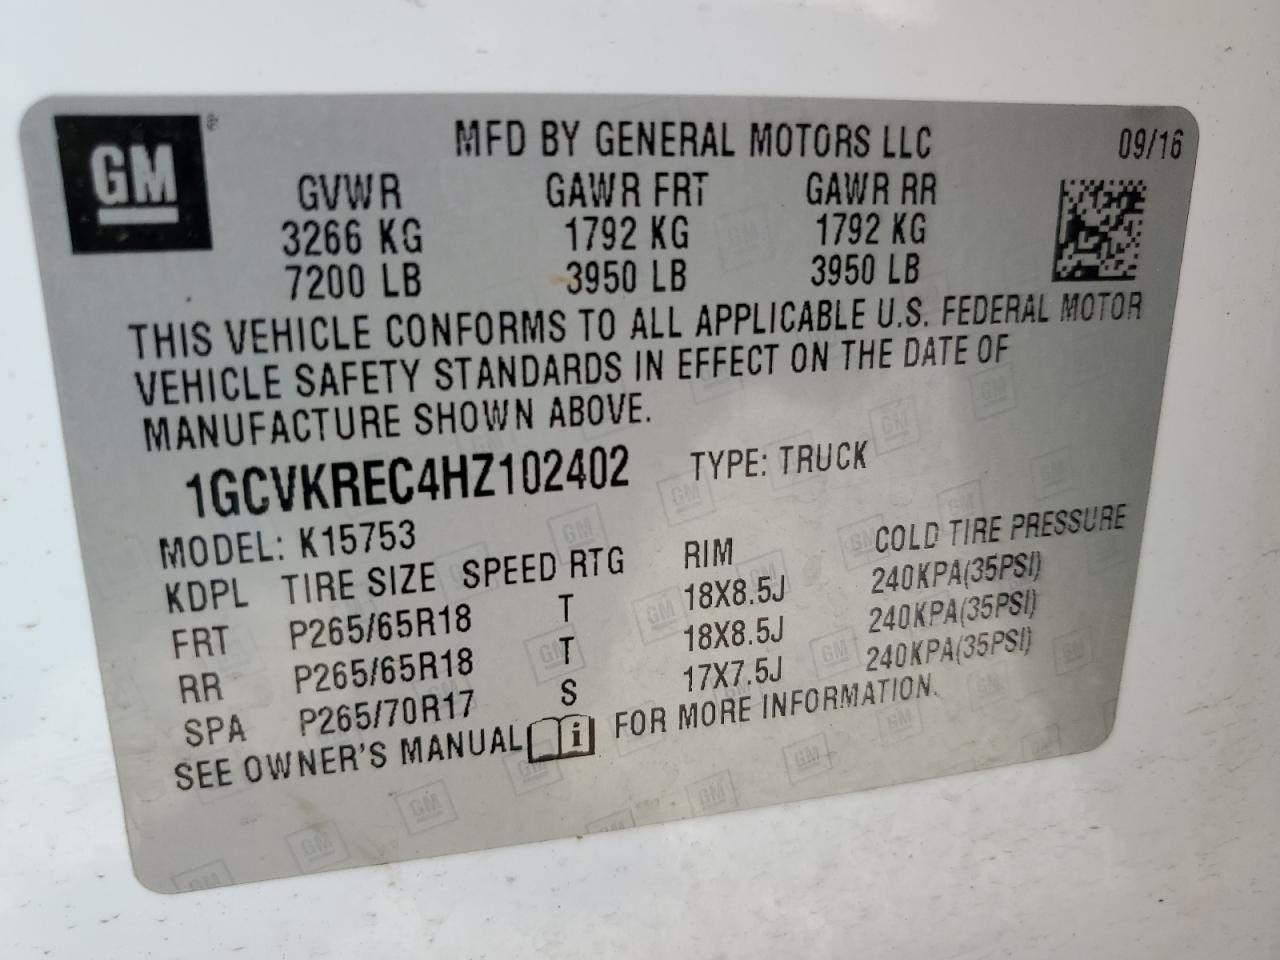 GM®
MFD BY GENERAL MOTORS LLC 09/16
GVWR GAWR FRT GAWR RR
3266 KG 1792 KG 1792 KG
7200 LB 3950 LB 3950 LB
THIS VEHICLE CONFORMS TO ALL APPLICABLE U.S. FEDERAL MOTOR
VEHICLE SAFETY STANDARDS IN EFFECT ON THE DATE OF
MANUFACTURE SHOWN ABOVE.
1GCVKREC4HZ102402 TYPE: TRUCK
MODEL: K15753
KDPL TIRE SIZE SPEED RTG RIM COLD TIRE PRESSURE
FRT P265/65R18 T 18X8.5J 240KPA(35PSI)
RR P265/65R18 T 18X8.5J 240KPA(35PSI)
SPA P265/70R17 S 17X7.5J 240KPA(35PSI)
SEE OWNER'S MANUAL i FOR MORE INFORMATION.